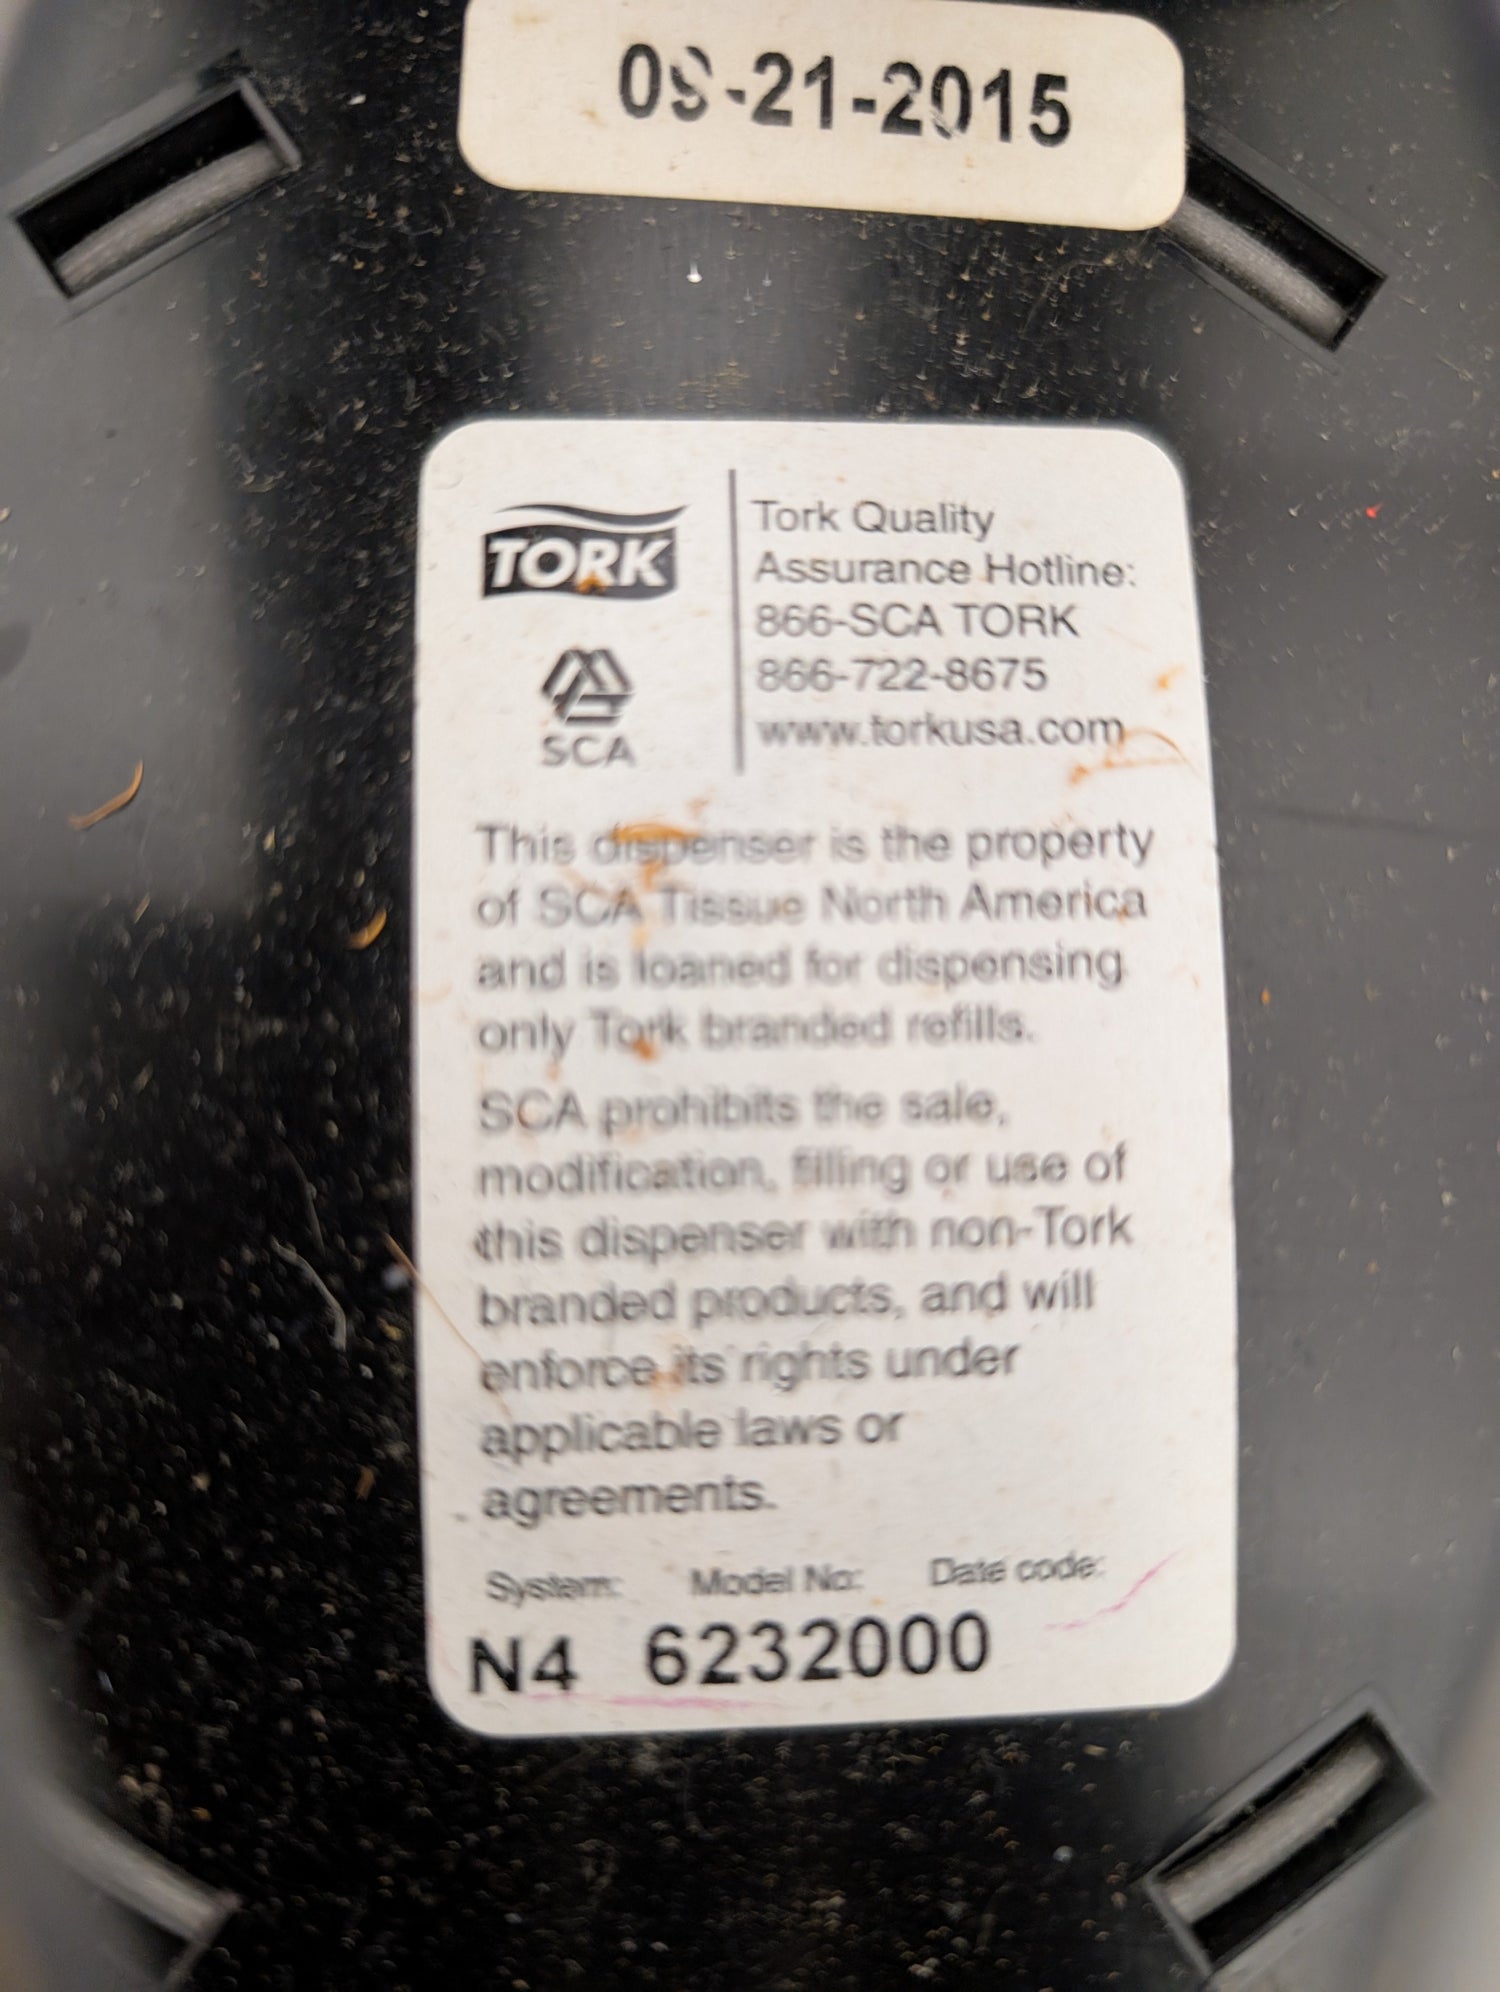 09-21-2015
TORK
SCA
Tork Quality
Assurance Hotline:
866-SCA TORK
866-722-8675
www.torkusa.com
This dispenser is the property
of SCA Tissue North America
and is loaned for dispensing
only Tork branded refills.
SCA prohibits the sale,
modification, filling or use of
this dispenser with non-Tork
branded products, and will
enforce its rights under
applicable laws or
agreements.
System: Model No: Date code:
N4 6232000